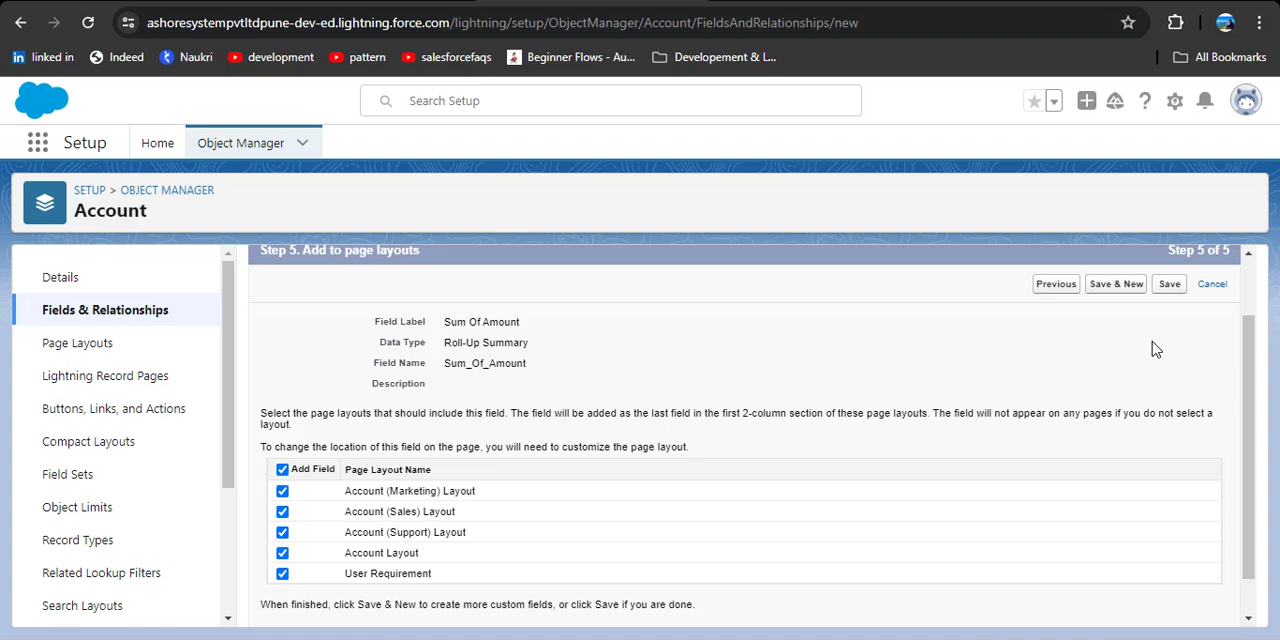 ashoresystempvtltdpune-dev-ed.lightning.force.com/lightning/setup/ObjectManager/Account/FieldsAndRelationships/new
linked in
Indeed
Naukri
development
pattern
salesforcefaqs
Beginner Flows - Au...
Developement & L...
All Bookmarks
Search Setup
Setup
Home
Object Manager
SETUP > OBJECT MANAGER
Account
Details
Fields & Relationships
Page Layouts
Lightning Record Pages
Buttons, Links, and Actions
Compact Layouts
Field Sets
Object Limits
Record Types
Related Lookup Filters
Search Layouts
Step 5. Add to page layouts
Step 5 of 5
Previous
Save & New
Save
Cancel
Field Label Sum Of Amount
Data Type Roll-Up Summary
Field Name Sum_Of_Amount
Description
Select the page layouts that should include this field. The field will be added as the last field in the first 2-column section of these page layouts. The field will not appear on any pages if you do not select a
layout.
To change the location of this field on the page, you will need to customize the page layout.
Add Field Page Layout Name
Account (Marketing) Layout
Account (Sales) Layout
Account (Support) Layout
Account Layout
User Requirement
When finished, click Save & New to create more custom fields, or click Save if you are done.